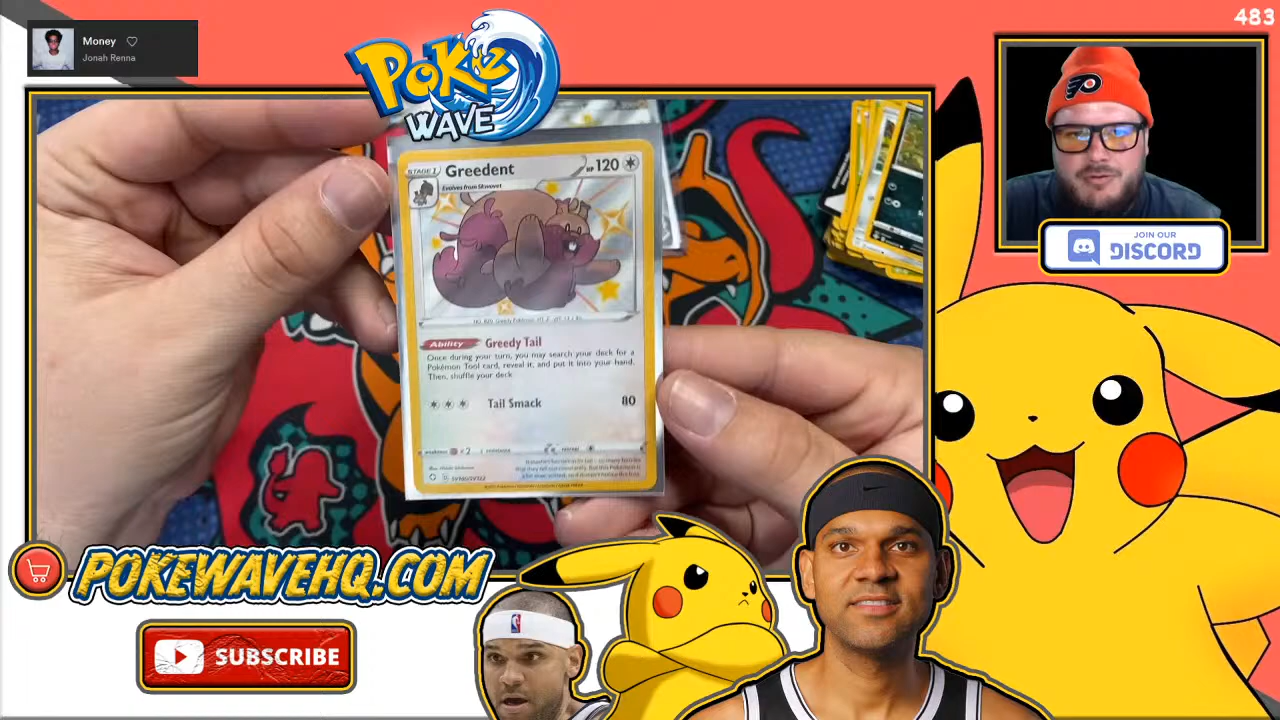 483
Money
Jonah Renna
POKé
WAVE
STAGE 1
Greedent
HP 120
Evolves from Skwovet
Ability
Greedy Tail
Once during your turn, you may search your deck for a
Pokémon Tool card, reveal it, and put it into your hand.
Then, shuffle your deck.
Tail Smack
80
weakness
×2
JOIN OUR
DISCORD
POKEWAVEHQ.COM
SUBSCRIBE